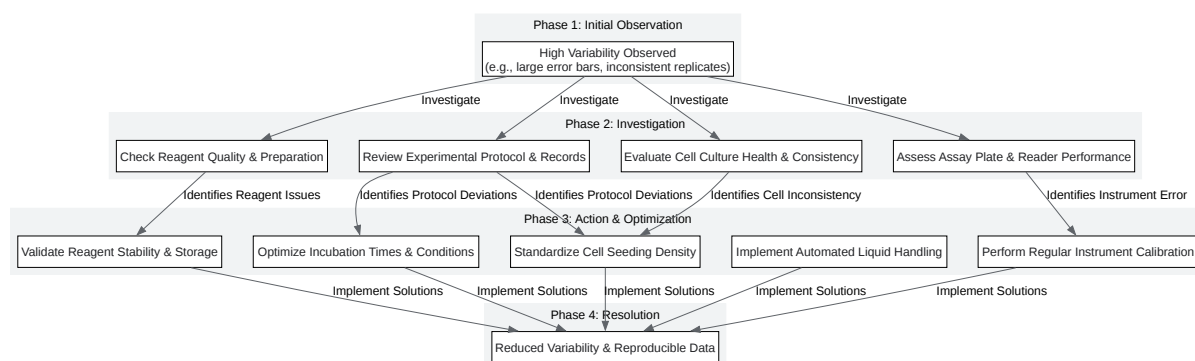 Phase 1: Initial Observation
High Variability Observed
(e.g., large error bars, inconsistent replicates)
Investigate
Investigate
Investigate
Investigate
Phase 2: Investigation
Check Reagent Quality & Preparation
Review Experimental Protocol & Records
Evaluate Cell Culture Health & Consistency
Assess Assay Plate & Reader Performance
Identifies Reagent Issues
Identifies Protocol Deviations
Identifies Protocol Deviations
Identifies Cell Inconsistency
Identifies Instrument Error
Phase 3: Action & Optimization
Validate Reagent Stability & Storage
Optimize Incubation Times & Conditions
Standardize Cell Seeding Density
Implement Automated Liquid Handling
Perform Regular Instrument Calibration
Implement Solutions
Implement Solutions
Implement Solutions
Implement Solutions
Implement Solutions
Phase 4: Resolution
Reduced Variability & Reproducible Data